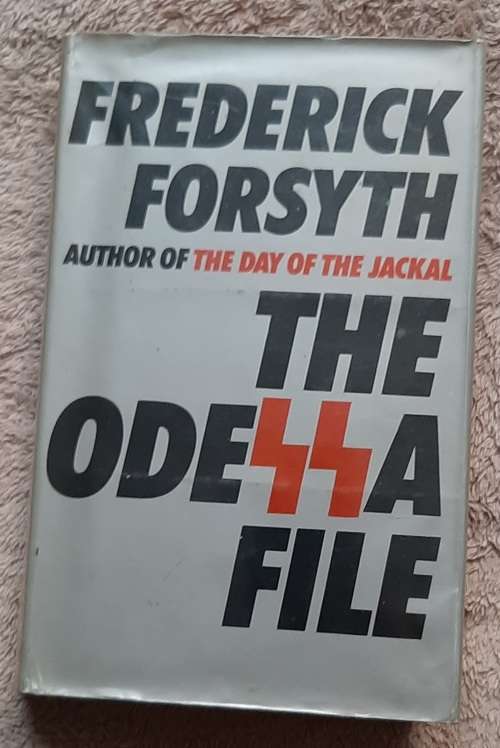 FREDERICK
FORSYTH
AUTHOR OF THE DAY OF THE JACKAL
THE
ODESSA
FILE